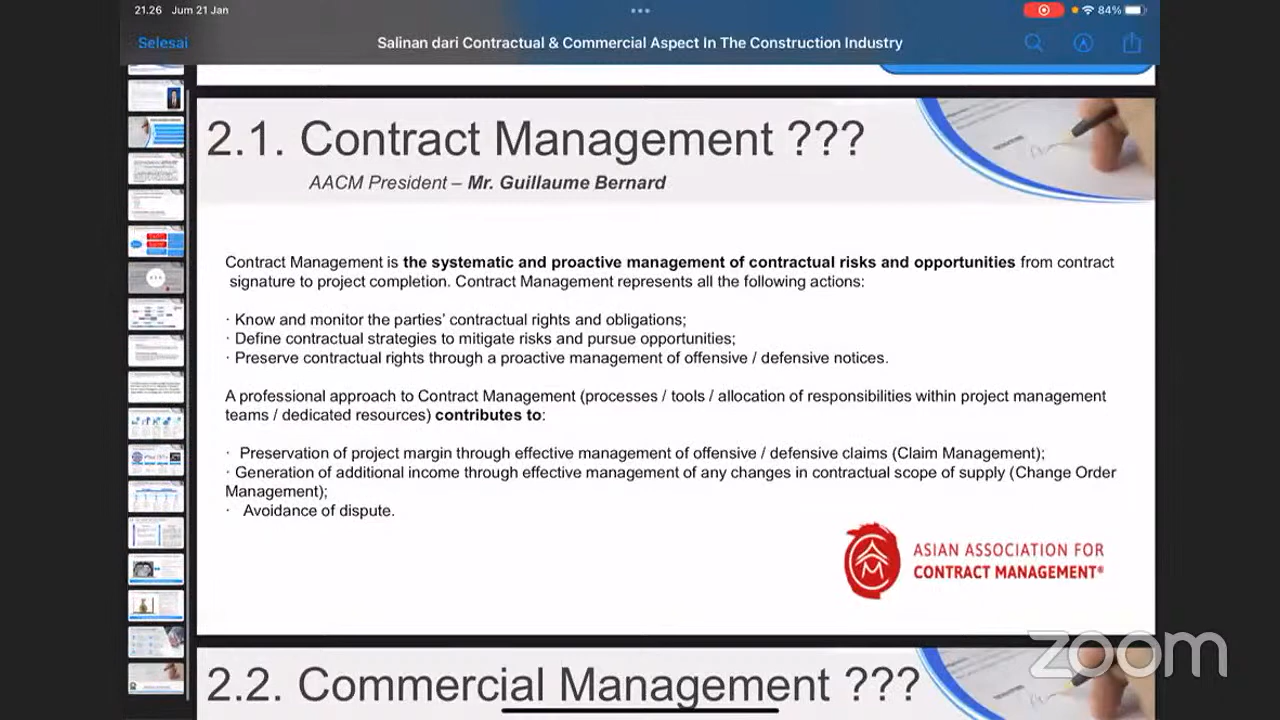 21.26 Jum 21 Jan
84%
Selesai
Salinan dari Contractual & Commercial Aspect In The Construction Industry
2.1. Contract Management ???
AACM President – Mr. Guillaume Bernard
Contract Management is the systematic and proactive management of contractual risks and opportunities from contract
signature to project completion. Contract Management represents all the following actions:
· Know and monitor the parties' contractual rights and obligations;
· Define contractual strategies to mitigate risks and pursue opportunities;
· Preserve contractual rights through a proactive management of offensive / defensive notices.
A professional approach to Contract Management (processes / tools / allocation of responsibilities within project management
teams / dedicated resources) contributes to:
· Preservation of project margin through effective management of offensive / defensive claims (Claim Management);
· Generation of additional income through effective management of any changes in contractual scope of supply (Change Order
Management);
· Avoidance of dispute.
ASIAN ASSOCIATION FOR
CONTRACT MANAGEMENT®
zoom
2.2. Commercial Management ???